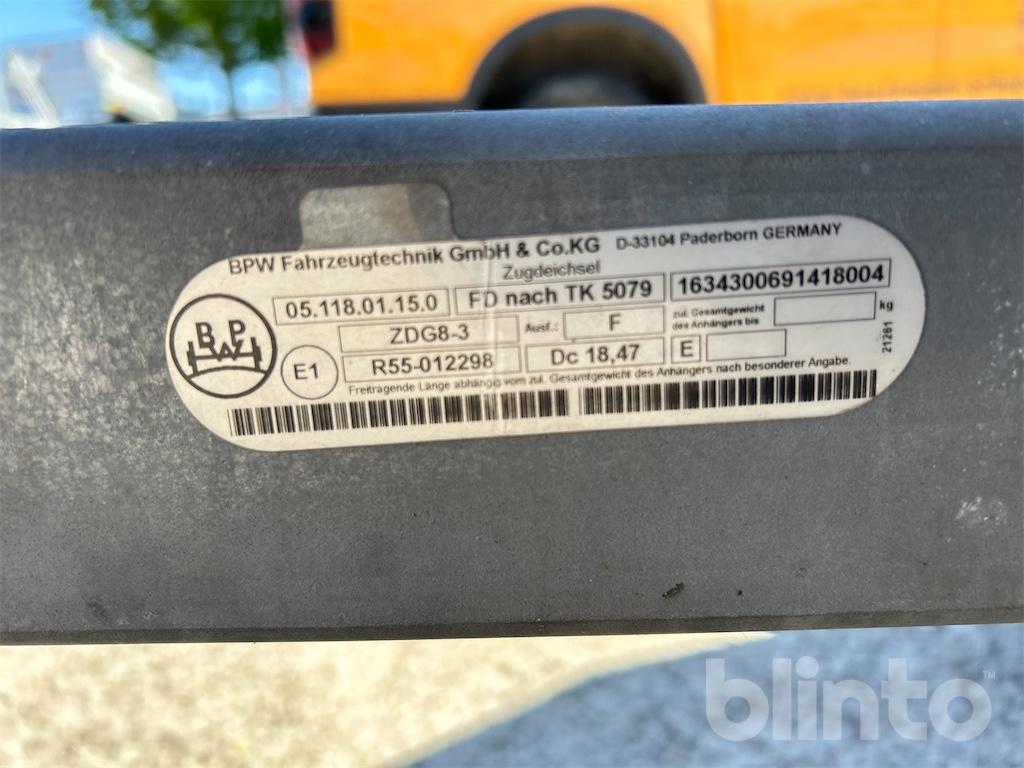 BPW Fahrzeugtechnik GmbH & Co.KG D-33104 Paderborn GERMANY
Zugdeichsel
05.118.01.15.0 FD nach TK 5079 1634300691418004
BPW ZDG8-3 Ausf.: F zul. Gesamtgewicht des Anhängers bis kg
E1 R55-012298 Dc 18,47 E 21261
Freitragende Länge abhängig vom zul. Gesamtgewicht des Anhängers nach besonderer Angabe.
blinto™